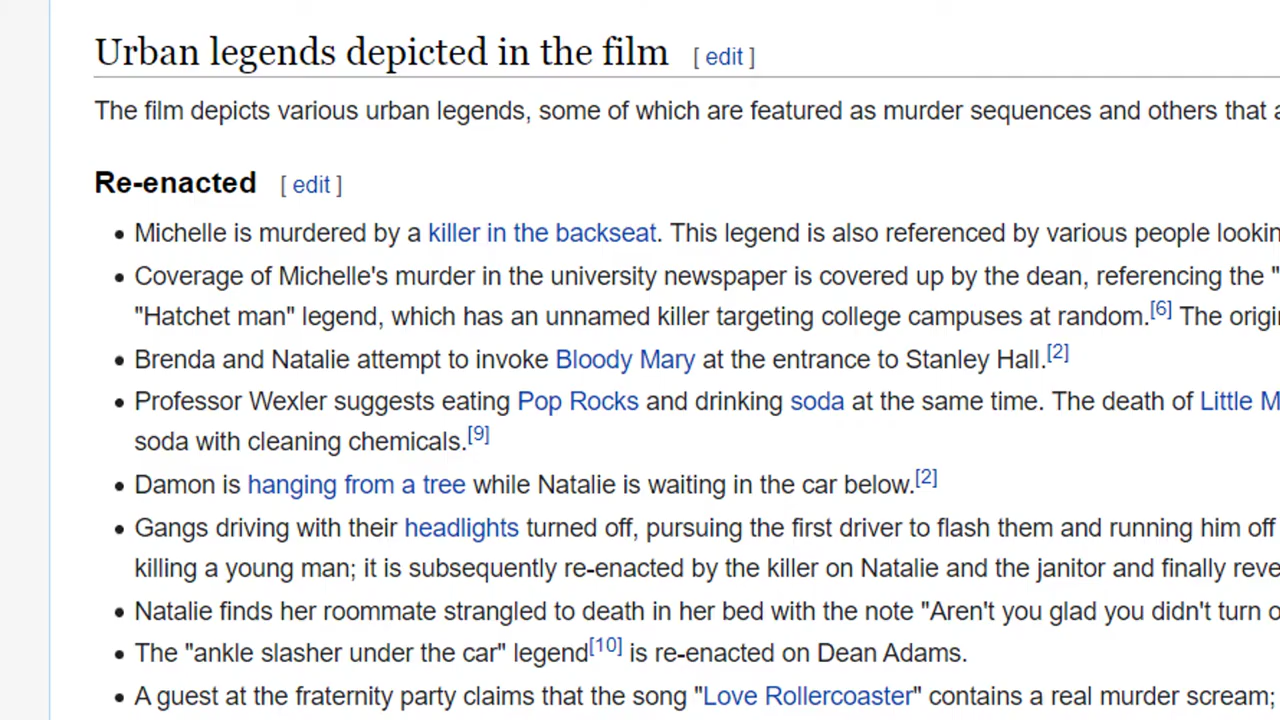 Urban legends depicted in the film [ edit ]
The film depicts various urban legends, some of which are featured as murder sequences and others that
Re-enacted [ edit ]
• Michelle is murdered by a killer in the backseat. This legend is also referenced by various people
• Coverage of Michelle's murder in the university newspaper is covered up by the dean, referencing the "
"Hatchet man" legend, which has an unnamed killer targeting college campuses at random.[6] The
• Brenda and Natalie attempt to invoke Bloody Mary at the entrance to Stanley Hall.[2]
• Professor Wexler suggests eating Pop Rocks and drinking soda at the same time. The death of Little
soda with cleaning chemicals.[9]
• Damon is hanging from a tree while Natalie is waiting in the car below.[2]
• Gangs driving with their headlights turned off, pursuing the first driver to flash them and running him off
killing a young man; it is subsequently re-enacted by the killer on Natalie and the janitor and finally
• Natalie finds her roommate strangled to death in her bed with the note "Aren't you glad you didn't turn
• The "ankle slasher under the car" legend[10] is re-enacted on Dean Adams.
• A guest at the fraternity party claims that the song "Love Rollercoaster" contains a real murder scream;